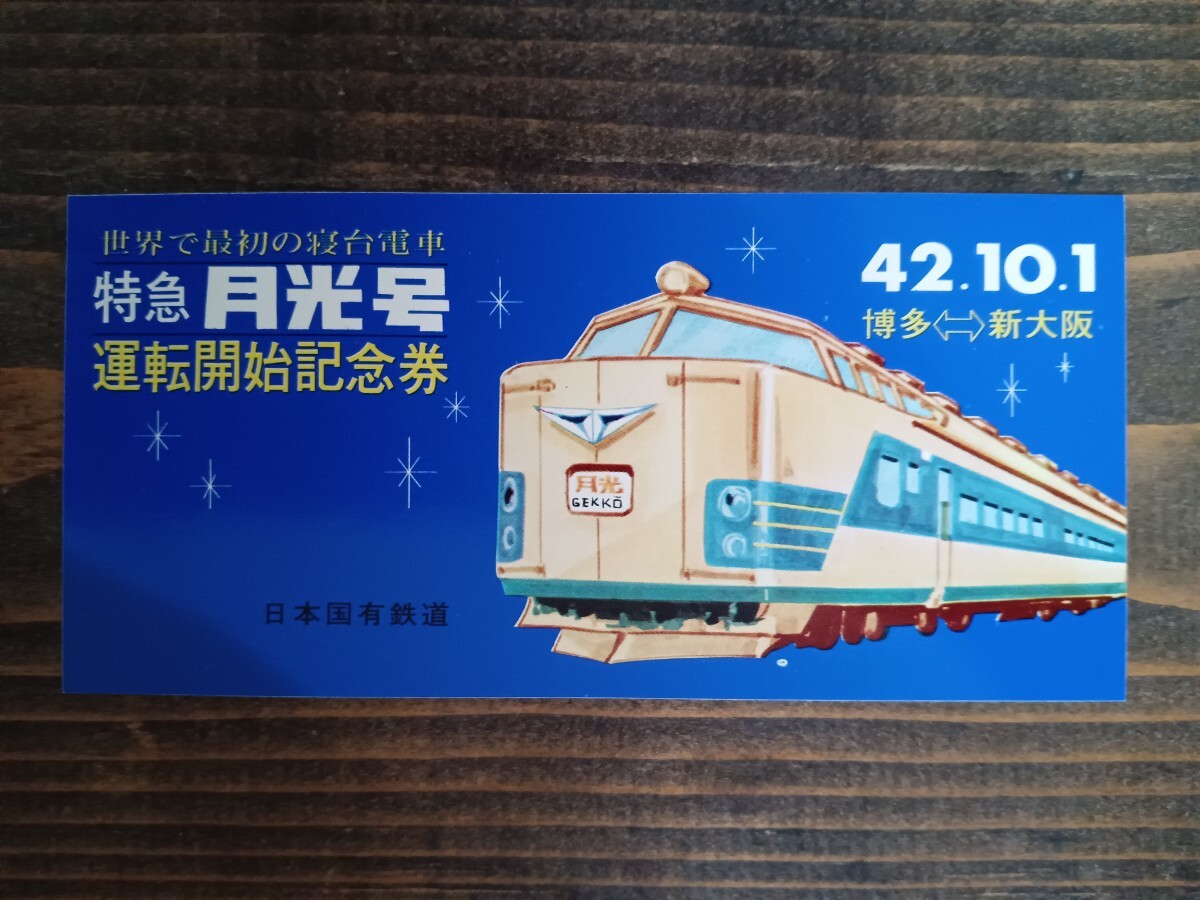 世界で最初の寝台電車
特急 月光号
運転開始記念券
42.10.1
博多⇔新大阪
月光
GEKKŌ
日本国有鉄道